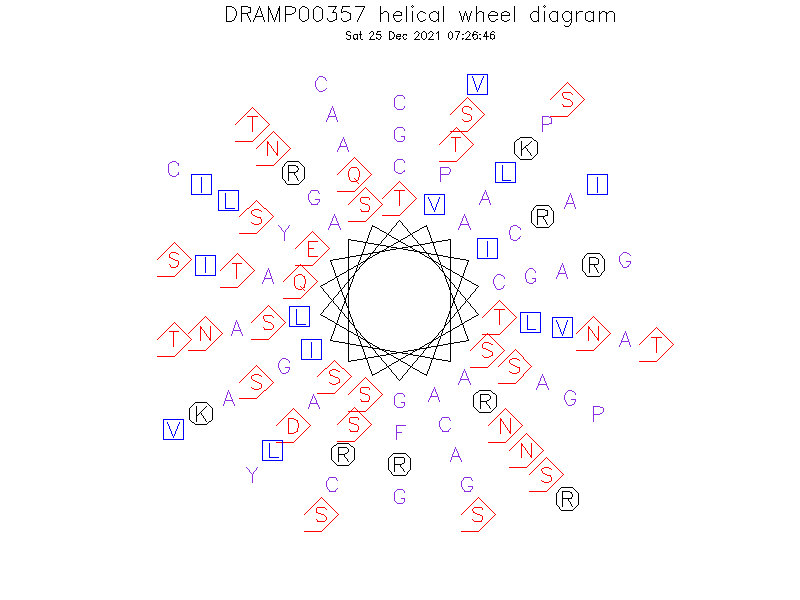 DRAMP00357 helical wheel diagram
Sat 25 Dec 2021 07:26:46
C V
C S
A S
T P
G
N A T K
C R Q C P L
I I
L G S T V A A
S A A R
Y C
E I
S I R G
T A
A G
Q C
L S T L
A V
N N
T A T
I S
G S
S A
S A
A A S G A R G
K P
V D S F C N
L R A N
R
Y S
C G
G R
S S